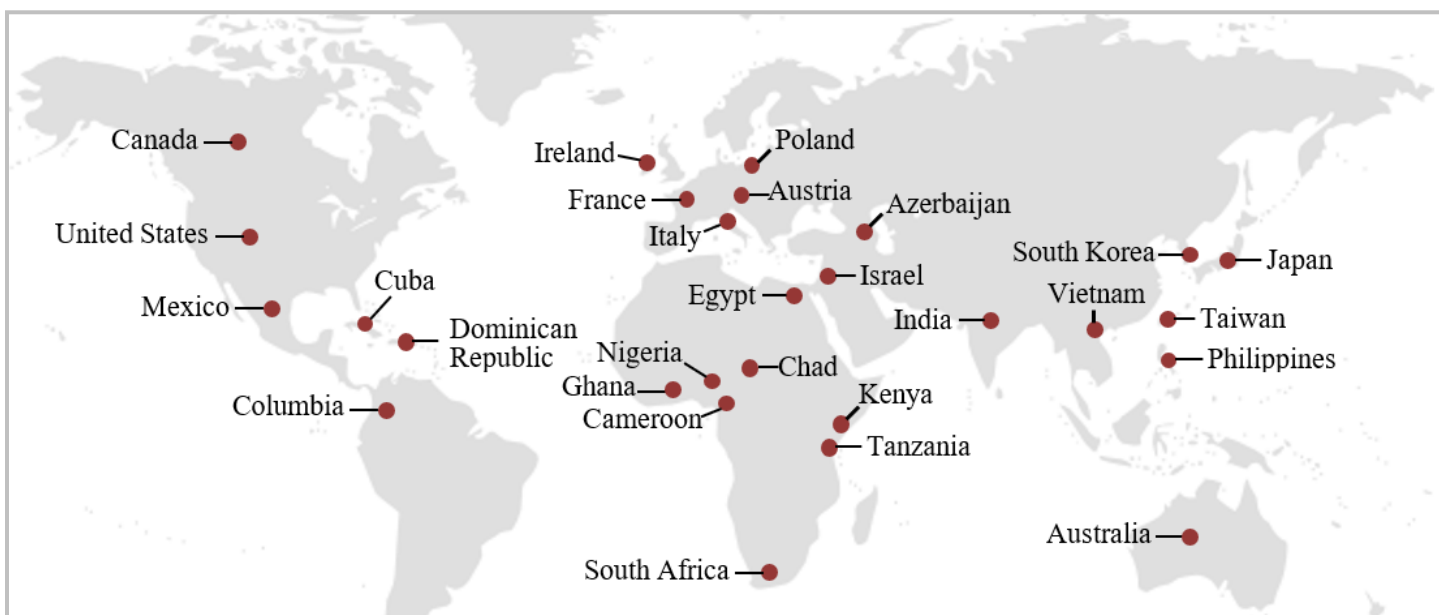 Canada
Ireland
Poland
France
Austria
Azerbaijan
United States
Italy
South Korea
Japan
Cuba
Israel
Mexico
Egypt
Vietnam
India
Taiwan
Dominican
Republic
Nigeria
Chad
Philippines
Ghana
Kenya
Columbia
Cameroon
Tanzania
Australia
South Africa